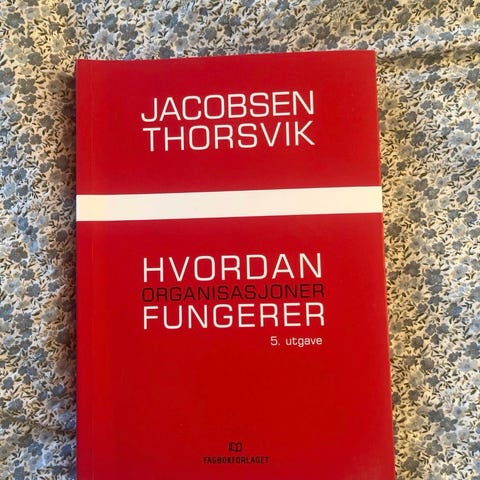 JACOBSEN
THORSVIK
HVORDAN
ORGANISASJONER
FUNGERER
5. utgave
FAGBOKFORLAGET